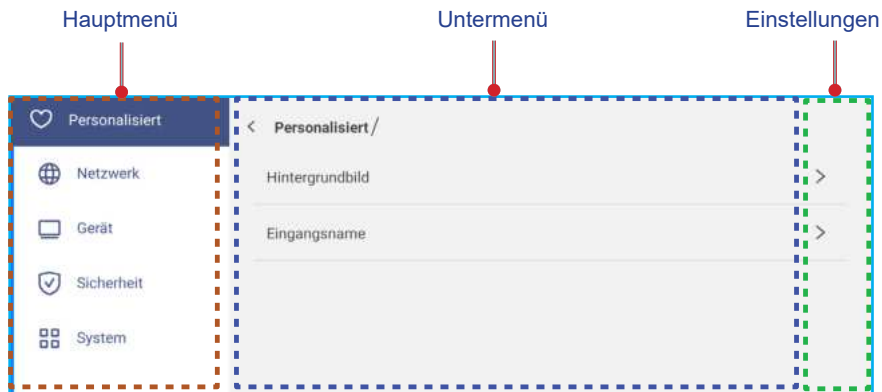 Hauptmenü
Untermenü
Einstellungen
Personalisiert
Netzwerk
Gerät
Sicherheit
System
< Personalisiert /
Hintergrundbild >
Eingangsname >